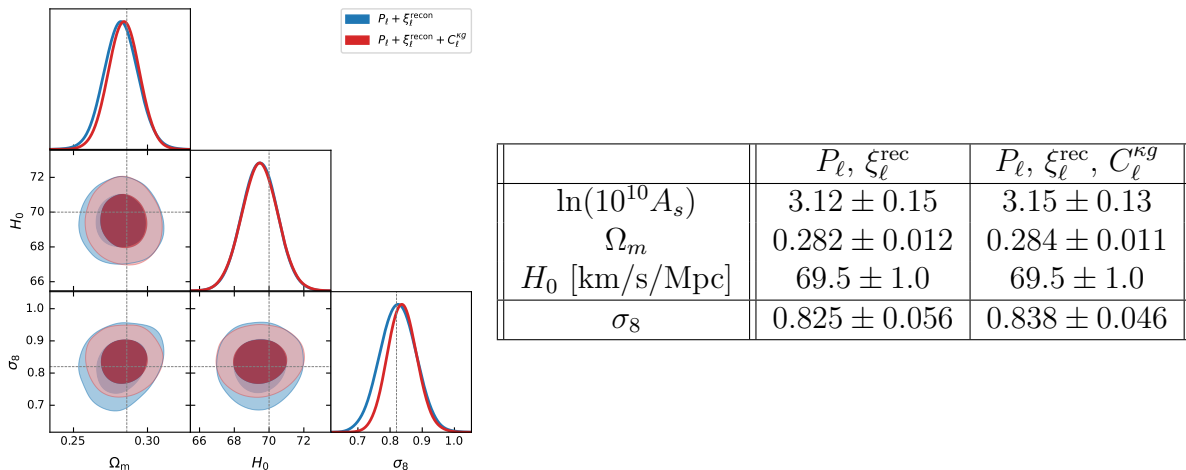 P_ℓ + ξ_ℓ^recon
P_ℓ + ξ_ℓ^recon + C_ℓ^κg
72
70
68
66
H_0
1.0
0.9
0.8
0.7
σ_8
0.25 0.30
66 68 70 72
0.7 0.8 0.9 1.0
Ω_m H_0 σ_8
P_ℓ, ξ_ℓ^rec P_ℓ, ξ_ℓ^rec, C_ℓ^κg
ln(10^10 A_s) 3.12 ± 0.15 3.15 ± 0.13
Ω_m 0.282 ± 0.012 0.284 ± 0.011
H_0 [km/s/Mpc] 69.5 ± 1.0 69.5 ± 1.0
σ_8 0.825 ± 0.056 0.838 ± 0.046